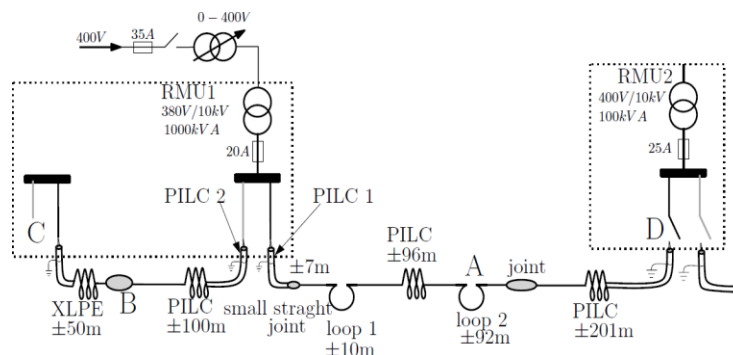 0-400V
400V
35A
RMU1
380V/10kV
1000kVA
20A
RMU2
400V/10kV
100kVA
25A
PILC 2
PILC 1
C
D
±7m
PILC
±96m
A
joint
B
XLPE
±50m
PILC
±100m
small straght
joint
loop 1
±10m
loop 2
±92m
PILC
±201m